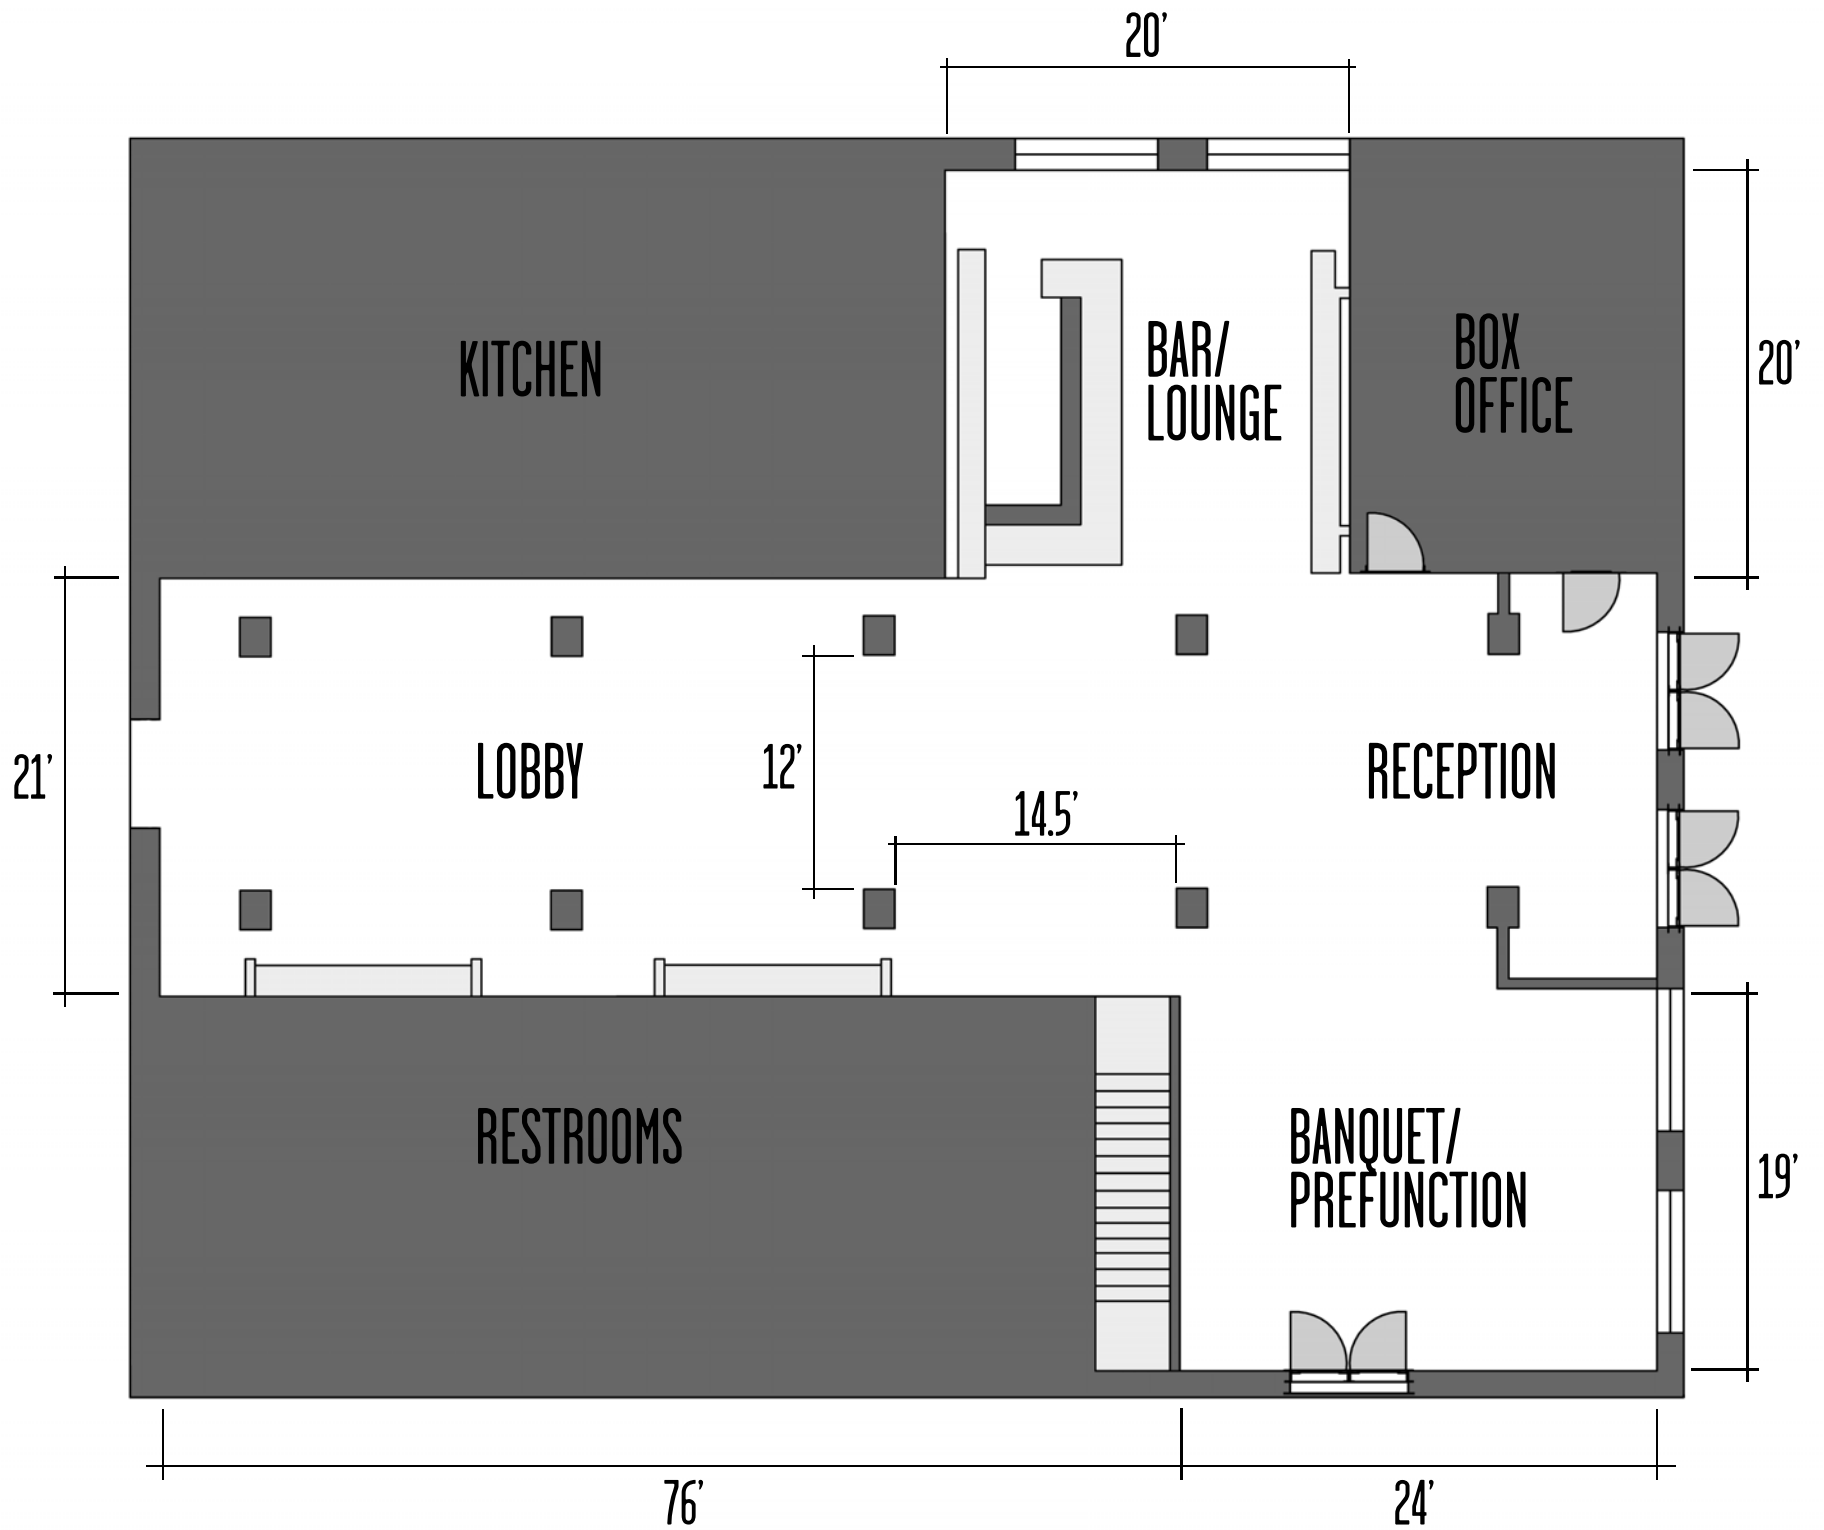 20'
KITCHEN
BAR/
LOUNGE
BOX
OFFICE
20'
21'
LOBBY
12'
14.5'
RECEPTION
RESTROOMS
BANQUET/
PREFUNCTION
19'
76'
24'